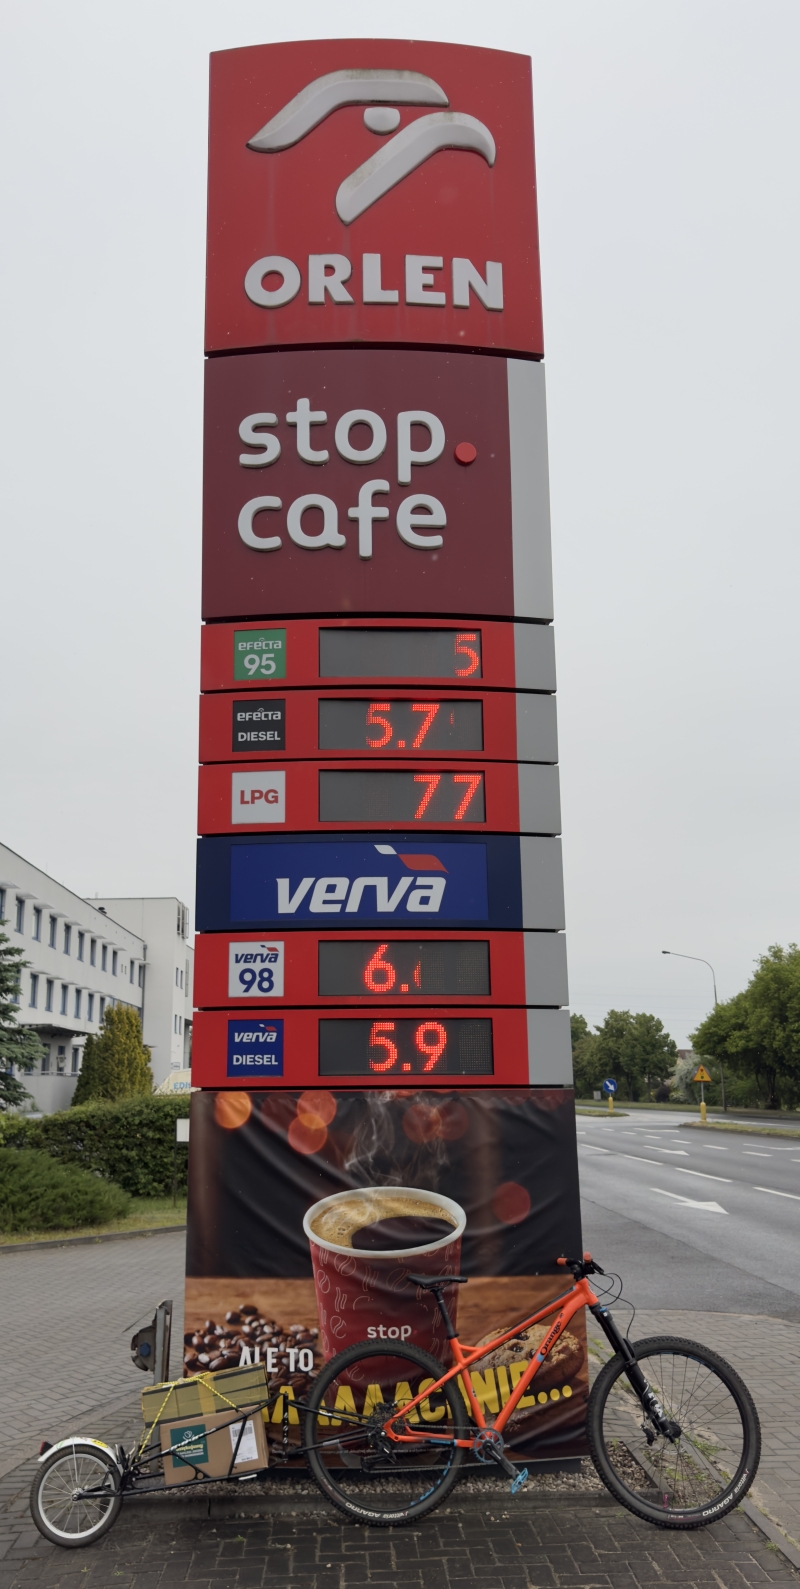 ORLEN
stop.
cafe
efecta
95
5
efecta
DIESEL
5.7
LPG
77
verva
verva
98
6.
verva
DIESEL
5.9
stop
ALE TO
Orange